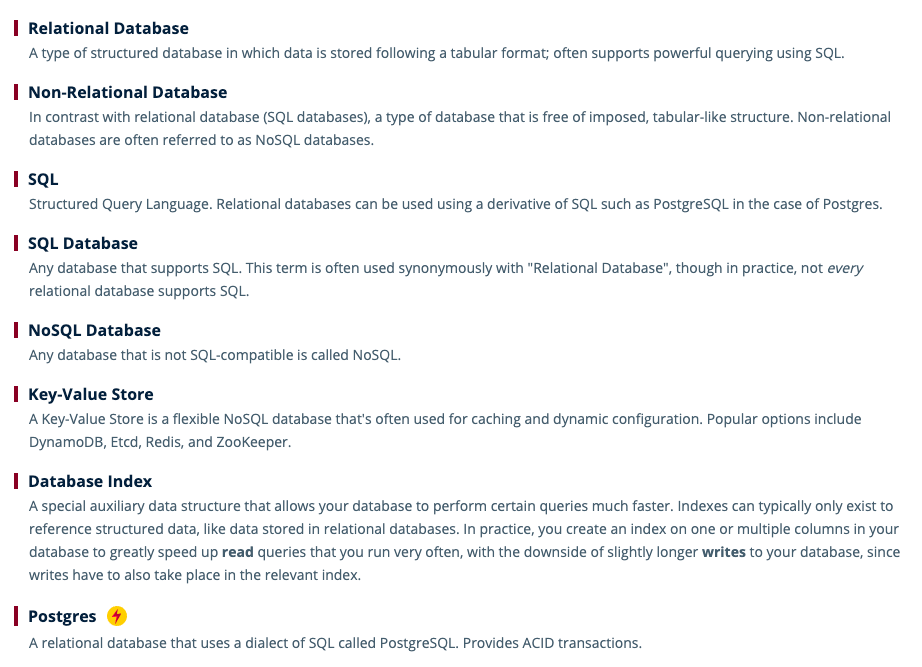 Relational Database
A type of structured database in which data is stored following a tabular format; often supports powerful querying using SQL.
Non-Relational Database
In contrast with relational database (SQL databases), a type of database that is free of imposed, tabular-like structure. Non-relational
databases are often referred to as NoSQL databases.
SQL
Structured Query Language. Relational databases can be used using a derivative of SQL such as PostgreSQL in the case of Postgres.
SQL Database
Any database that supports SQL. This term is often used synonymously with "Relational Database", though in practice, not every
relational database supports SQL.
NoSQL Database
Any database that is not SQL-compatible is called NoSQL.
Key-Value Store
A Key-Value Store is a flexible NoSQL database that's often used for caching and dynamic configuration. Popular options include
DynamoDB, Etcd, Redis, and ZooKeeper.
Database Index
A special auxiliary data structure that allows your database to perform certain queries much faster. Indexes can typically only exist to
reference structured data, like data stored in relational databases. In practice, you create an index on one or multiple columns in your
database to greatly speed up read queries that you run very often, with the downside of slightly longer writes to your database, since
writes have to also take place in the relevant index.
Postgres
A relational database that uses a dialect of SQL called PostgreSQL. Provides ACID transactions.